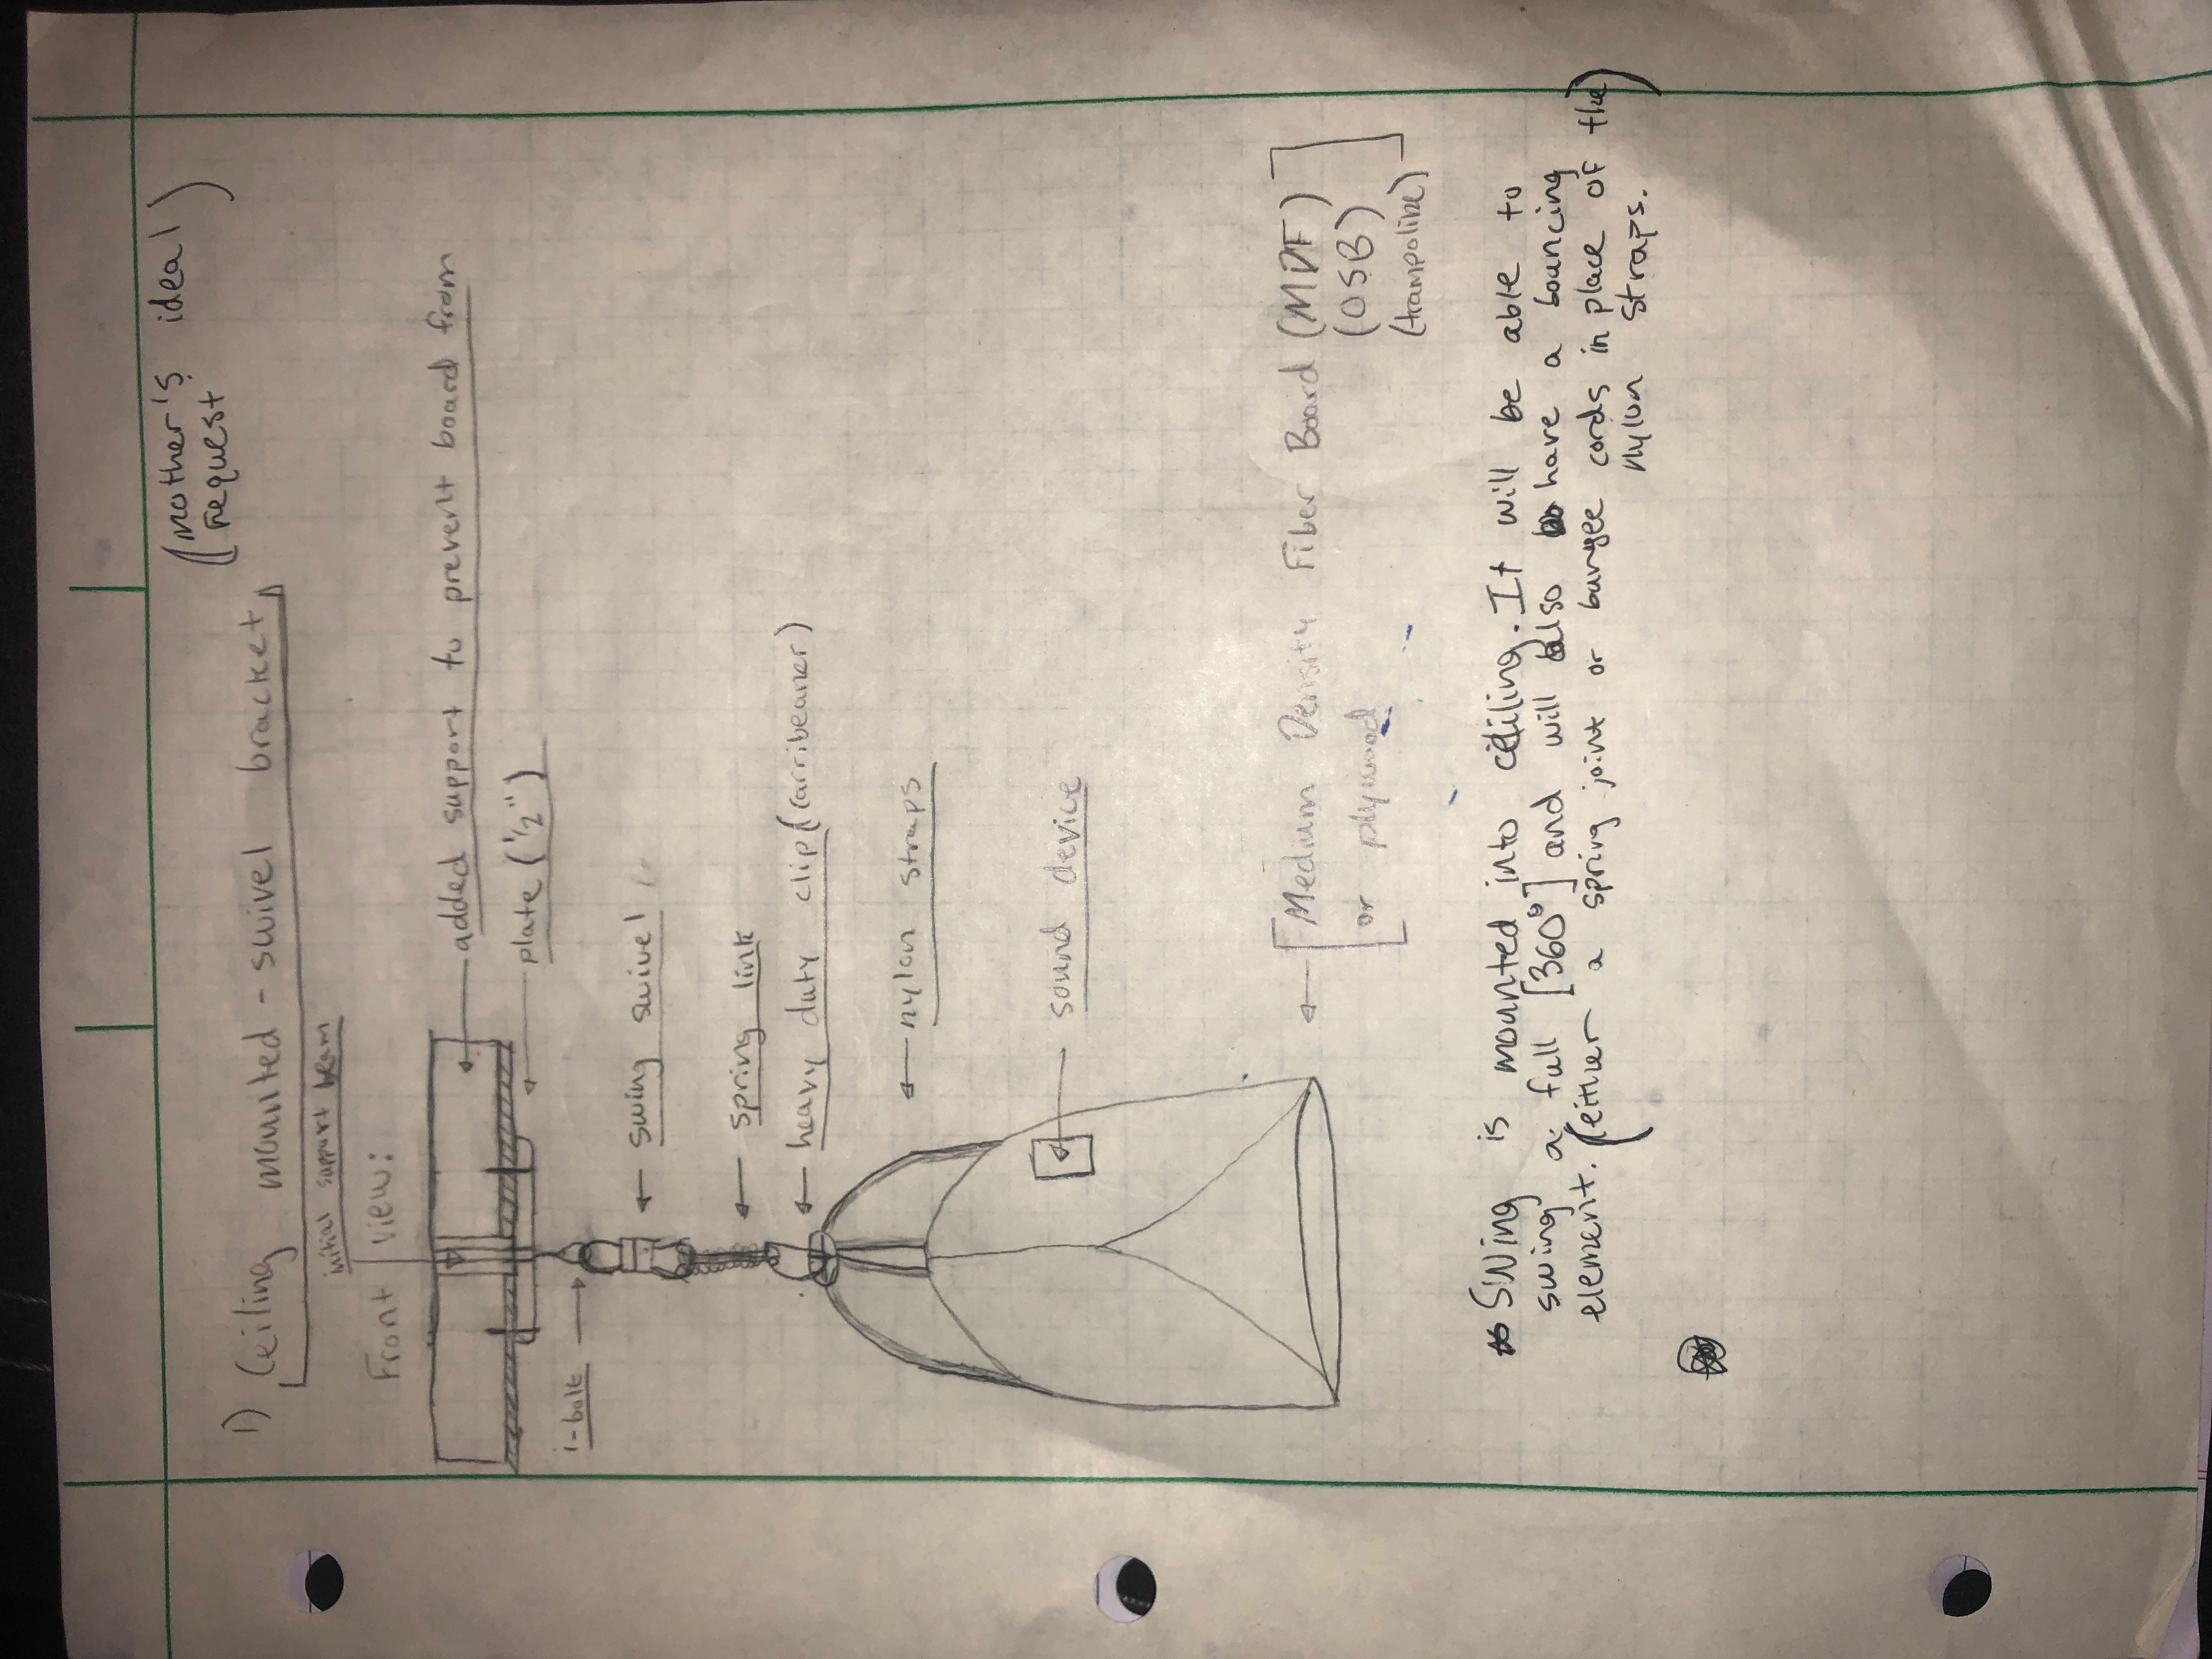 (Mother's ideal
request)
1) Ceiling mounted - swivel bracket
initial support beam
Front view:
added support to prevent board from
plate (1/2")
i-bolt
swing swivel
spring link
heavy duty clip (carribeaner)
nylon straps
sound device
[Medium Density Fiber Board (MDF)
or plywood (OSB)
(trampoline)]
* Swing is mounted into ceiling. It will be able to
swing a full [360°] and will also have a bouncing
element. (either a spring joint or bungee cords in place of the
nylon straps.)